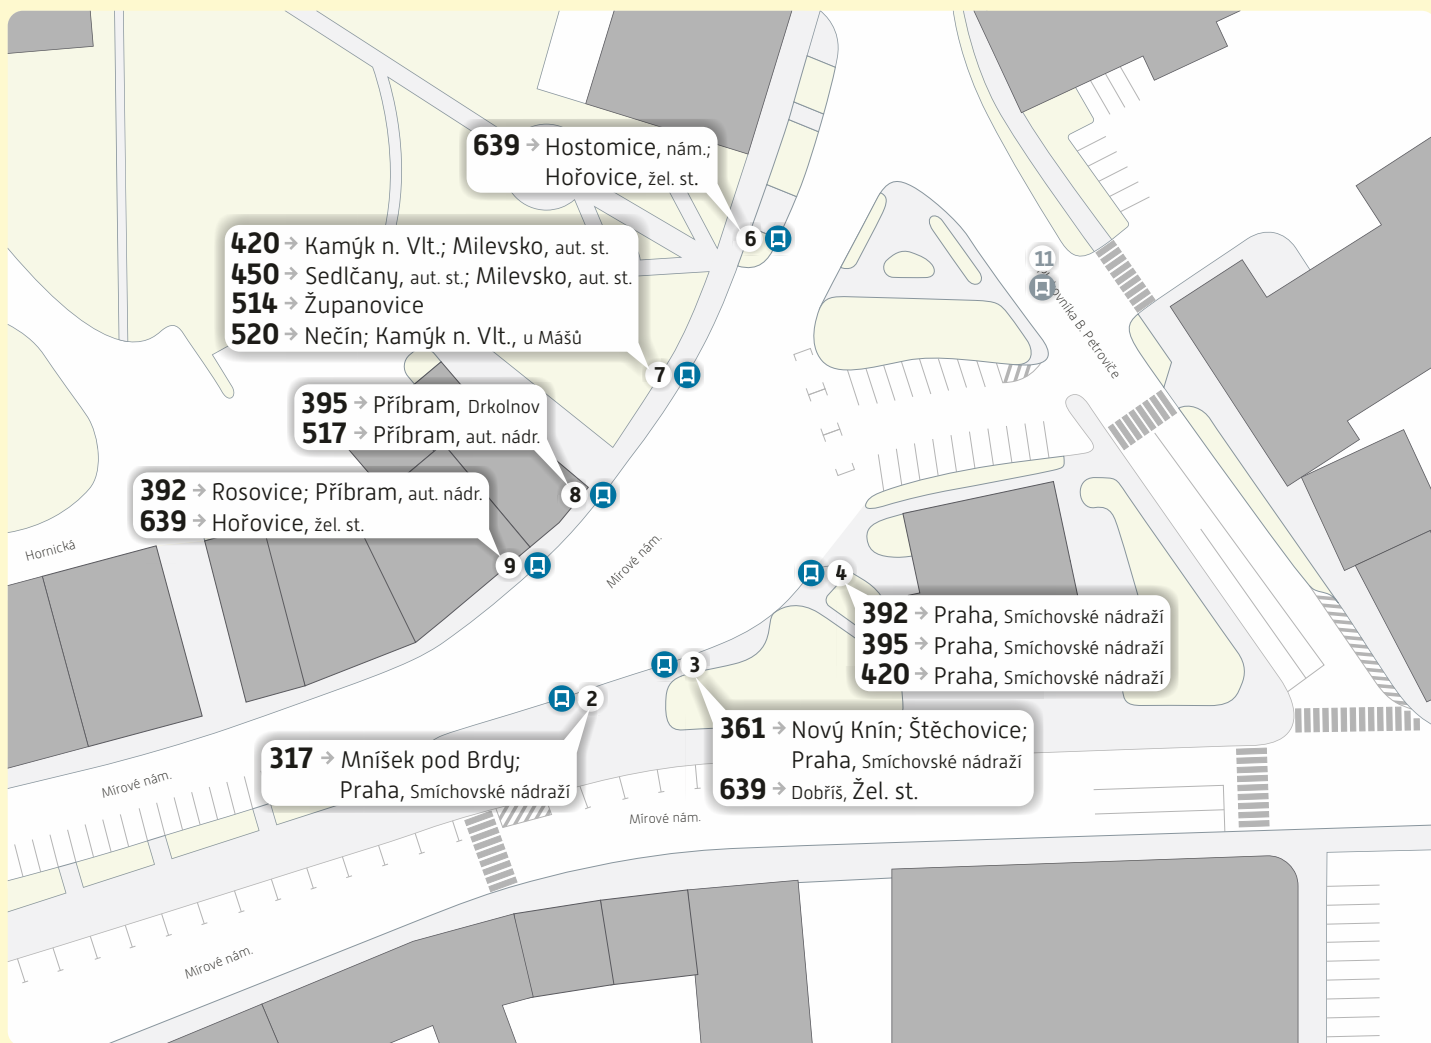 639 → Hostomice, nám.;
Hořovice, žel. st.
6
11
420 → Kamýk n. Vlt.; Milevsko, aut. st.
450 → Sedlčany, aut. st.; Milevsko, aut. st.
514 → Županovice
520 → Nečín; Kamýk n. Vlt., u Mášů
7
B. Petroviče
395 → Příbram, Drkolnov
517 → Příbram, aut. nádr.
8
392 → Rosovice; Příbram, aut. nádr.
639 → Hořovice, žel. st.
9
Hornická
Mírové nám.
4
392 → Praha, Smíchovské nádraží
395 → Praha, Smíchovské nádraží
420 → Praha, Smíchovské nádraží
3
2
361 → Nový Knín; Štěchovice;
Praha, Smíchovské nádraží
639 → Dobříš, Žel. st.
317 → Mníšek pod Brdy;
Praha, Smíchovské nádraží
Mírové nám.
Mírové nám.
Mírové nám.